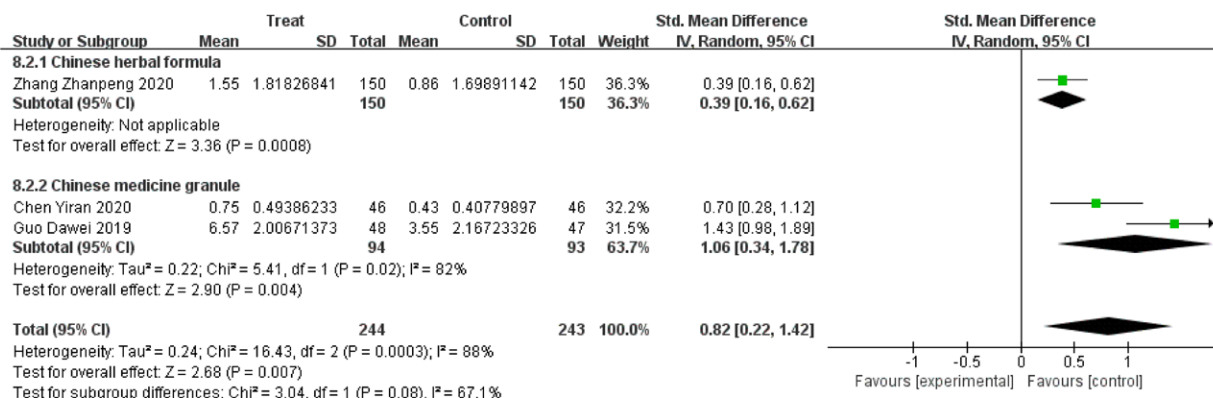 Treat Control Std. Mean Difference Std. Mean Difference
Study or Subgroup Mean SD Total Mean SD Total Weight IV, Random, 95% CI IV, Random, 95% CI
8.2.1 Chinese herbal formula
Zhang Zhanpeng 2020 1.55 1.81826841 150 0.86 1.69891142 150 36.3% 0.39 [0.16, 0.62]
Subtotal (95% CI) 150 150 36.3% 0.39 [0.16, 0.62]
Heterogeneity: Not applicable
Test for overall effect: Z = 3.36 (P = 0.0008)
8.2.2 Chinese medicine granule
Chen Yiran 2020 0.75 0.49386233 46 0.43 0.40779897 46 32.2% 0.70 [0.28, 1.12]
Guo Dawei 2019 6.57 2.00671373 48 3.55 2.16723326 47 31.5% 1.43 [0.98, 1.89]
Subtotal (95% CI) 94 93 63.7% 1.06 [0.34, 1.78]
Heterogeneity: Tau² = 0.22; Chi² = 5.41, df = 1 (P = 0.02); I² = 82%
Test for overall effect: Z = 2.90 (P = 0.004)
Total (95% CI) 244 243 100.0% 0.82 [0.22, 1.42]
Heterogeneity: Tau² = 0.24; Chi² = 16.43, df = 2 (P = 0.0003); I² = 88%
Test for overall effect: Z = 2.68 (P = 0.007)
Test for subgroup differences: Chi² = 3.04, df = 1 (P = 0.08), I² = 67.1%
-1 -0.5 0 0.5 1
Favours [experimental] Favours [control]